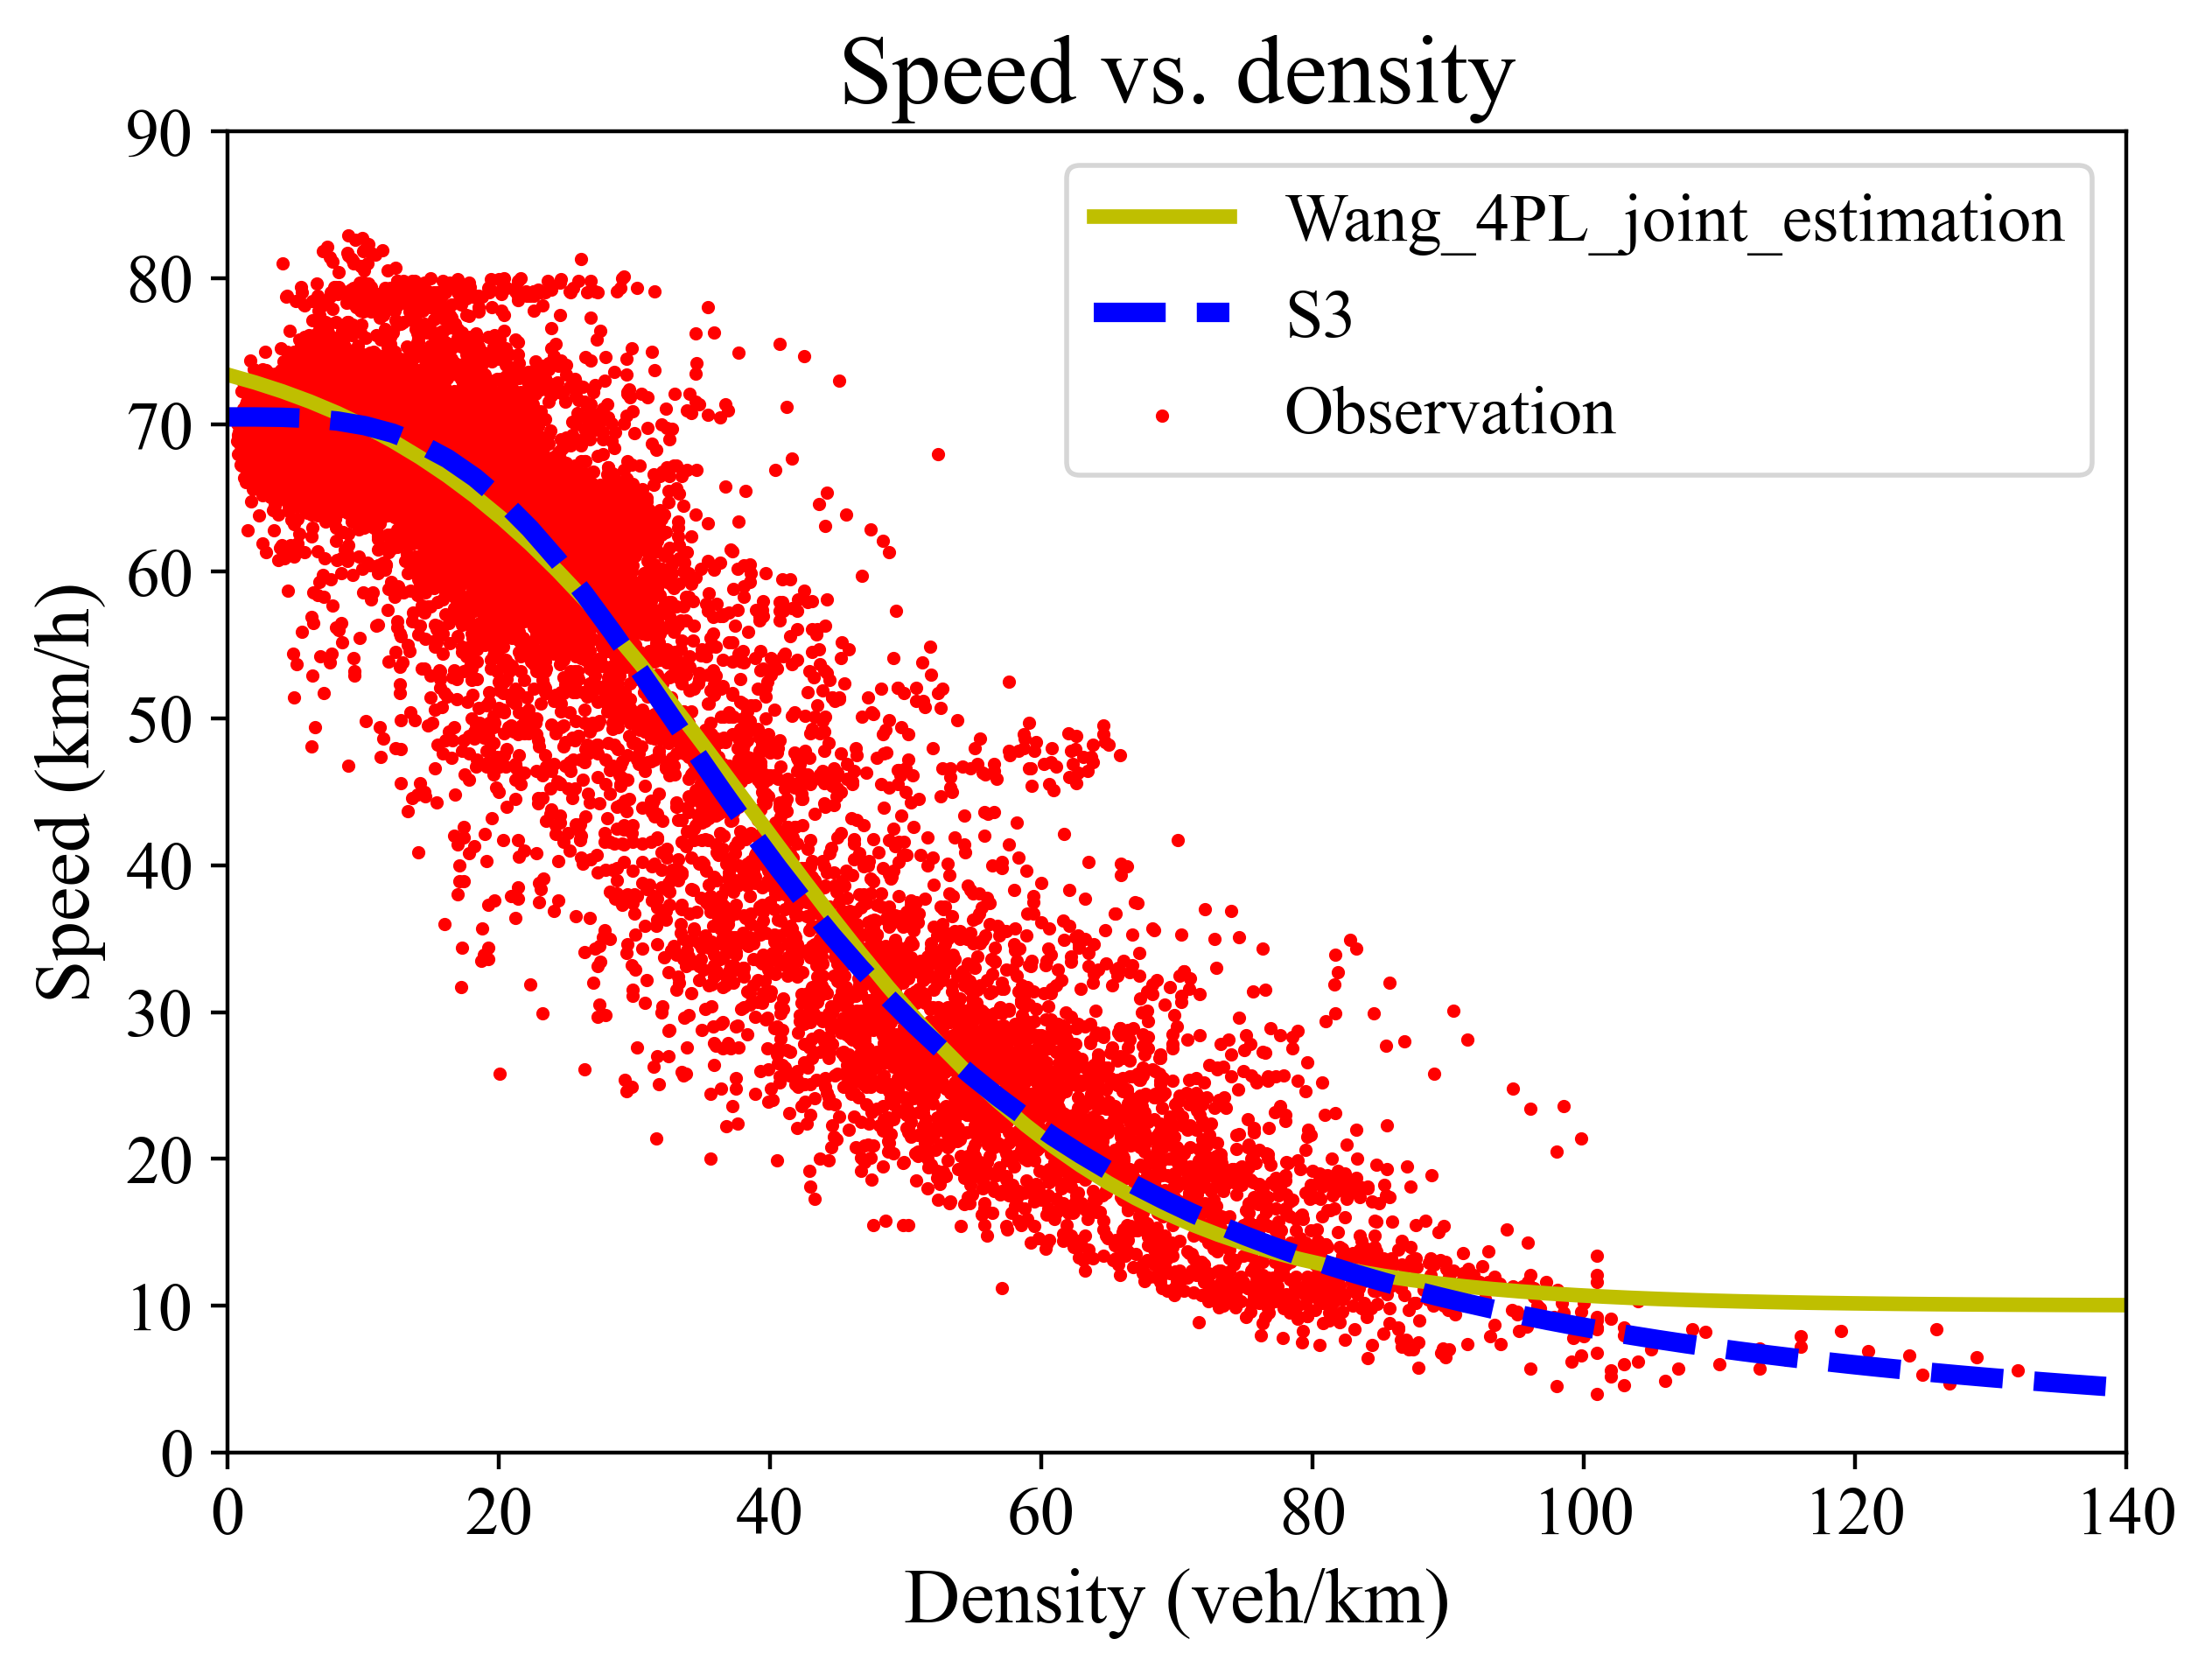 Speed vs. density
90
80
70
60
50
40
30
20
10
0
Speed (km/h)
Wang_4PL_joint_estimation
S3
Observation
0 20 40 60 80 100 120 140
Density (veh/km)